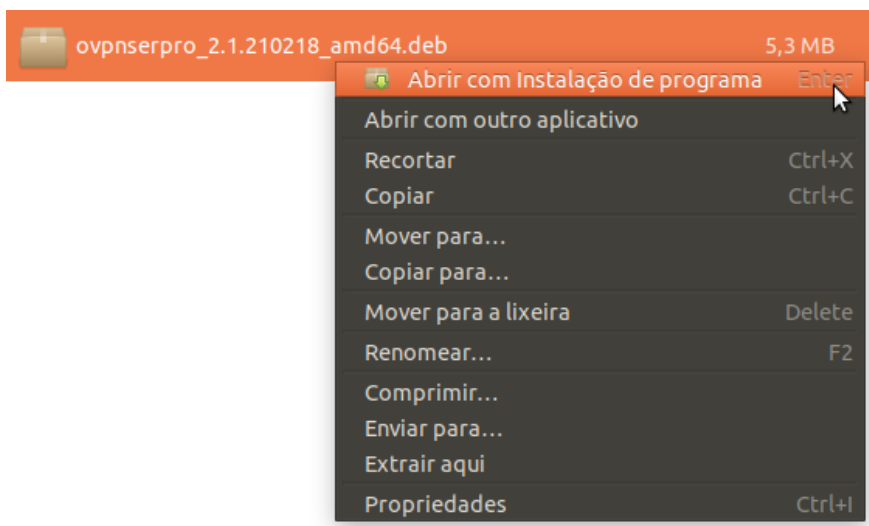 ovpnserpro_2.1.210218_amd64.deb 5,3 MB
Abrir com Instalação de programa Enter
Abrir com outro aplicativo
Recortar Ctrl+X
Copiar Ctrl+C
Mover para...
Copiar para...
Mover para a lixeira Delete
Renomear... F2
Comprimir...
Enviar para...
Extrair aqui
Propriedades Ctrl+I